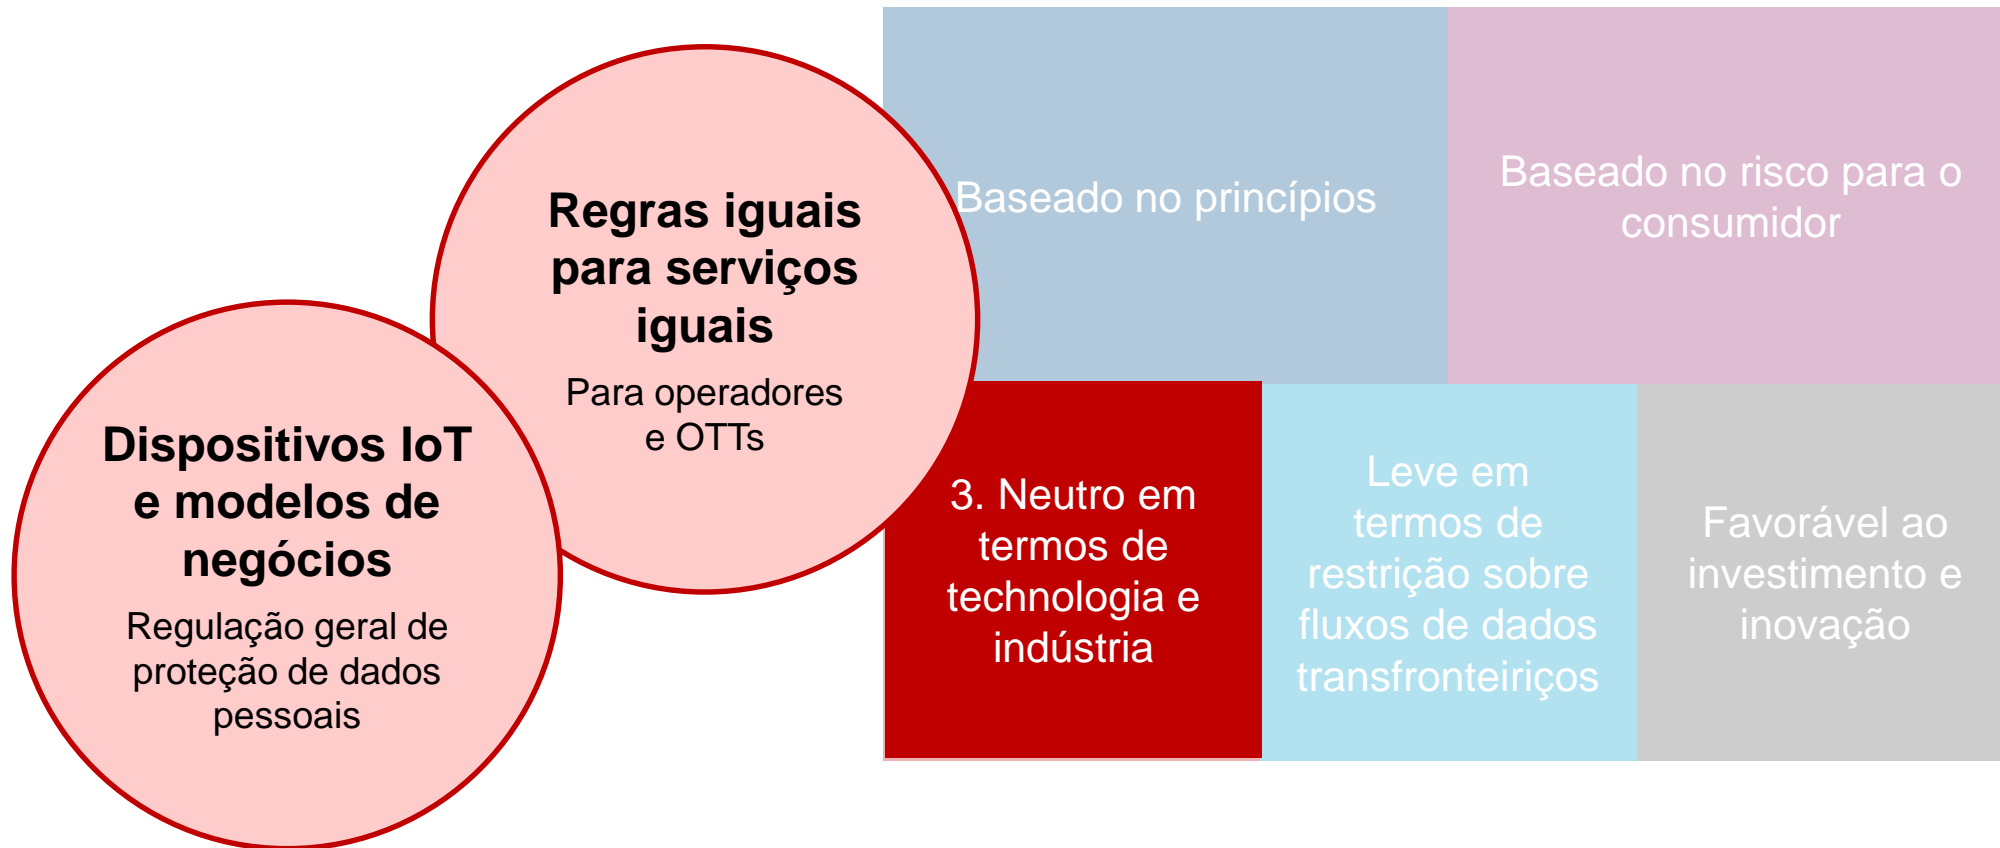 Dispositivos IoT
e modelos de
negócios
Regulação geral de
proteção de dados
pessoais
Regras iguais
para serviços
iguais
Para operadores
e OTTs
Baseado no princípios
Baseado no risco para o
consumidor
3. Neutro em
termos de
technologia e
indústria
Leve em
termos de
restrição sobre
fluxos de dados
transfronteiriços
Favorável ao
investimento e
inovação